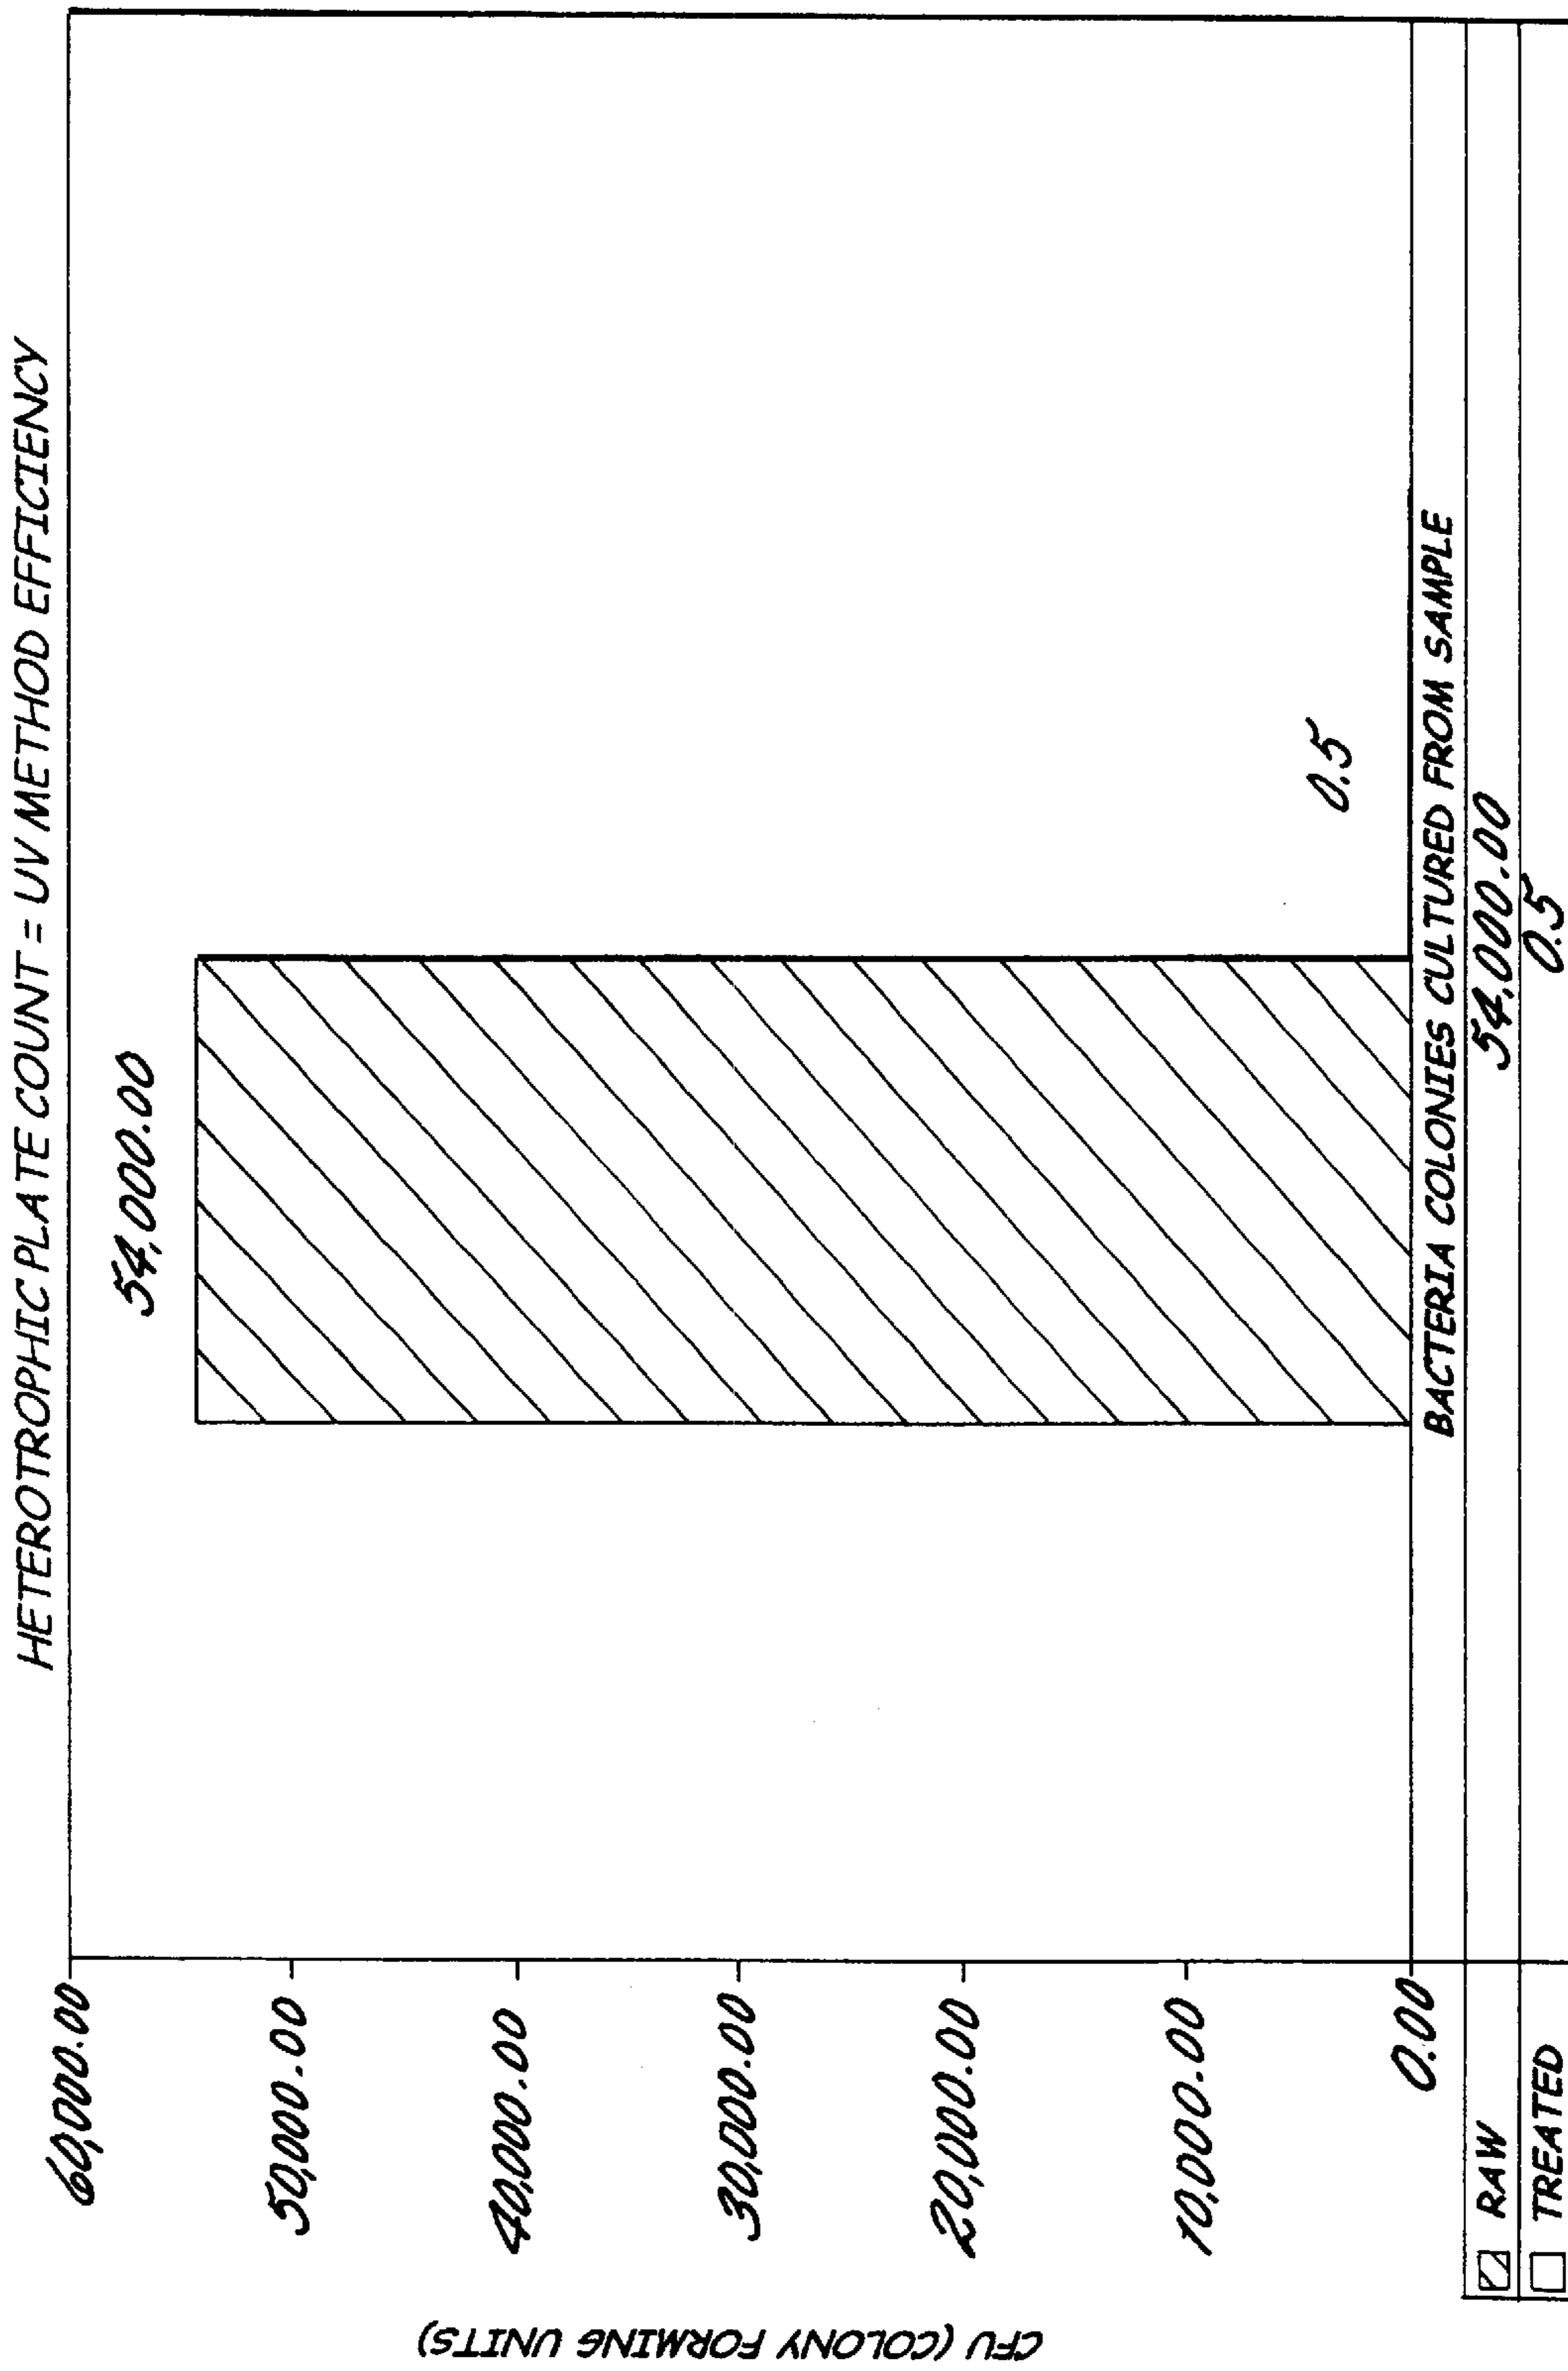 HETEROTROPHIC PLATE COUNT = UV METHOD EFFICIENCY
CFU (COLONY FORMING UNITS)
60,000.00
50,000.00
40,000.00
30,000.00
20,000.00
10,000.00
0.00
54,000.00
0.5
BACTERIA COLONIES CULTURED FROM SAMPLE
RAW 54,000.00
TREATED 0.5